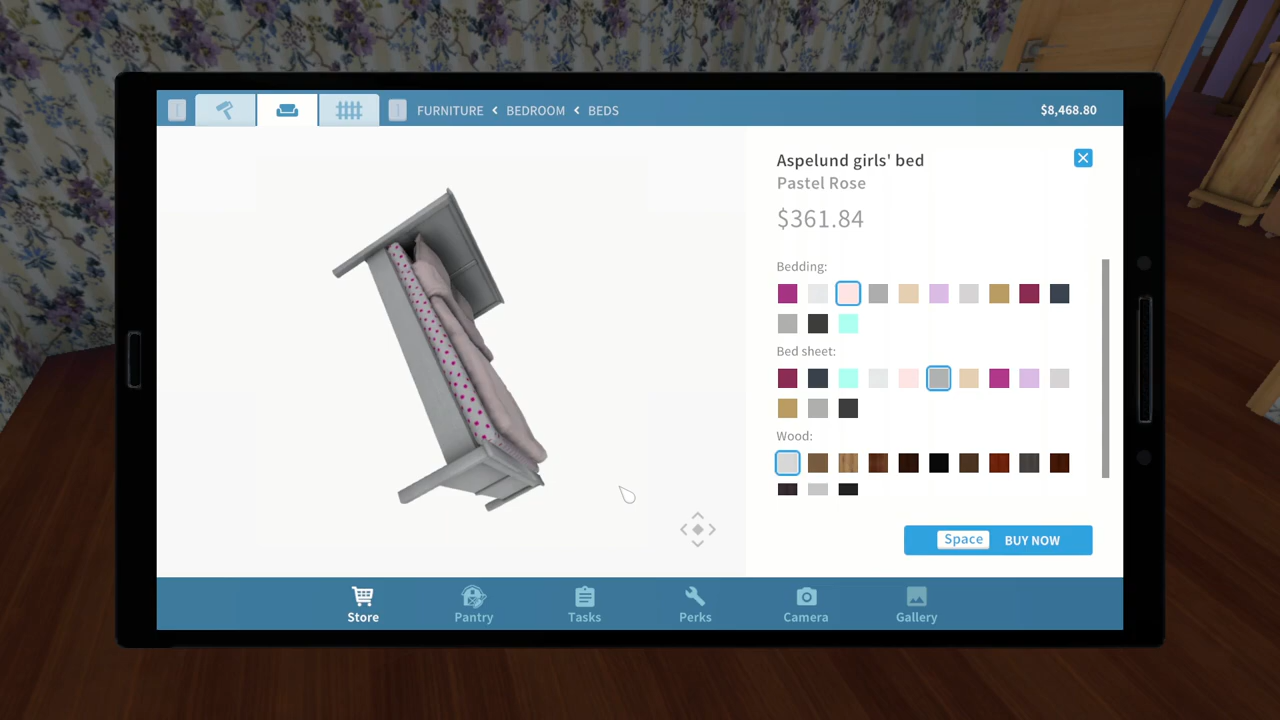 FURNITURE < BEDROOM < BEDS
$8,468.80
Aspelund girls' bed
Pastel Rose
$361.84
Bedding:
Bed sheet:
Wood:
Space BUY NOW
Store Pantry Tasks Perks Camera Gallery